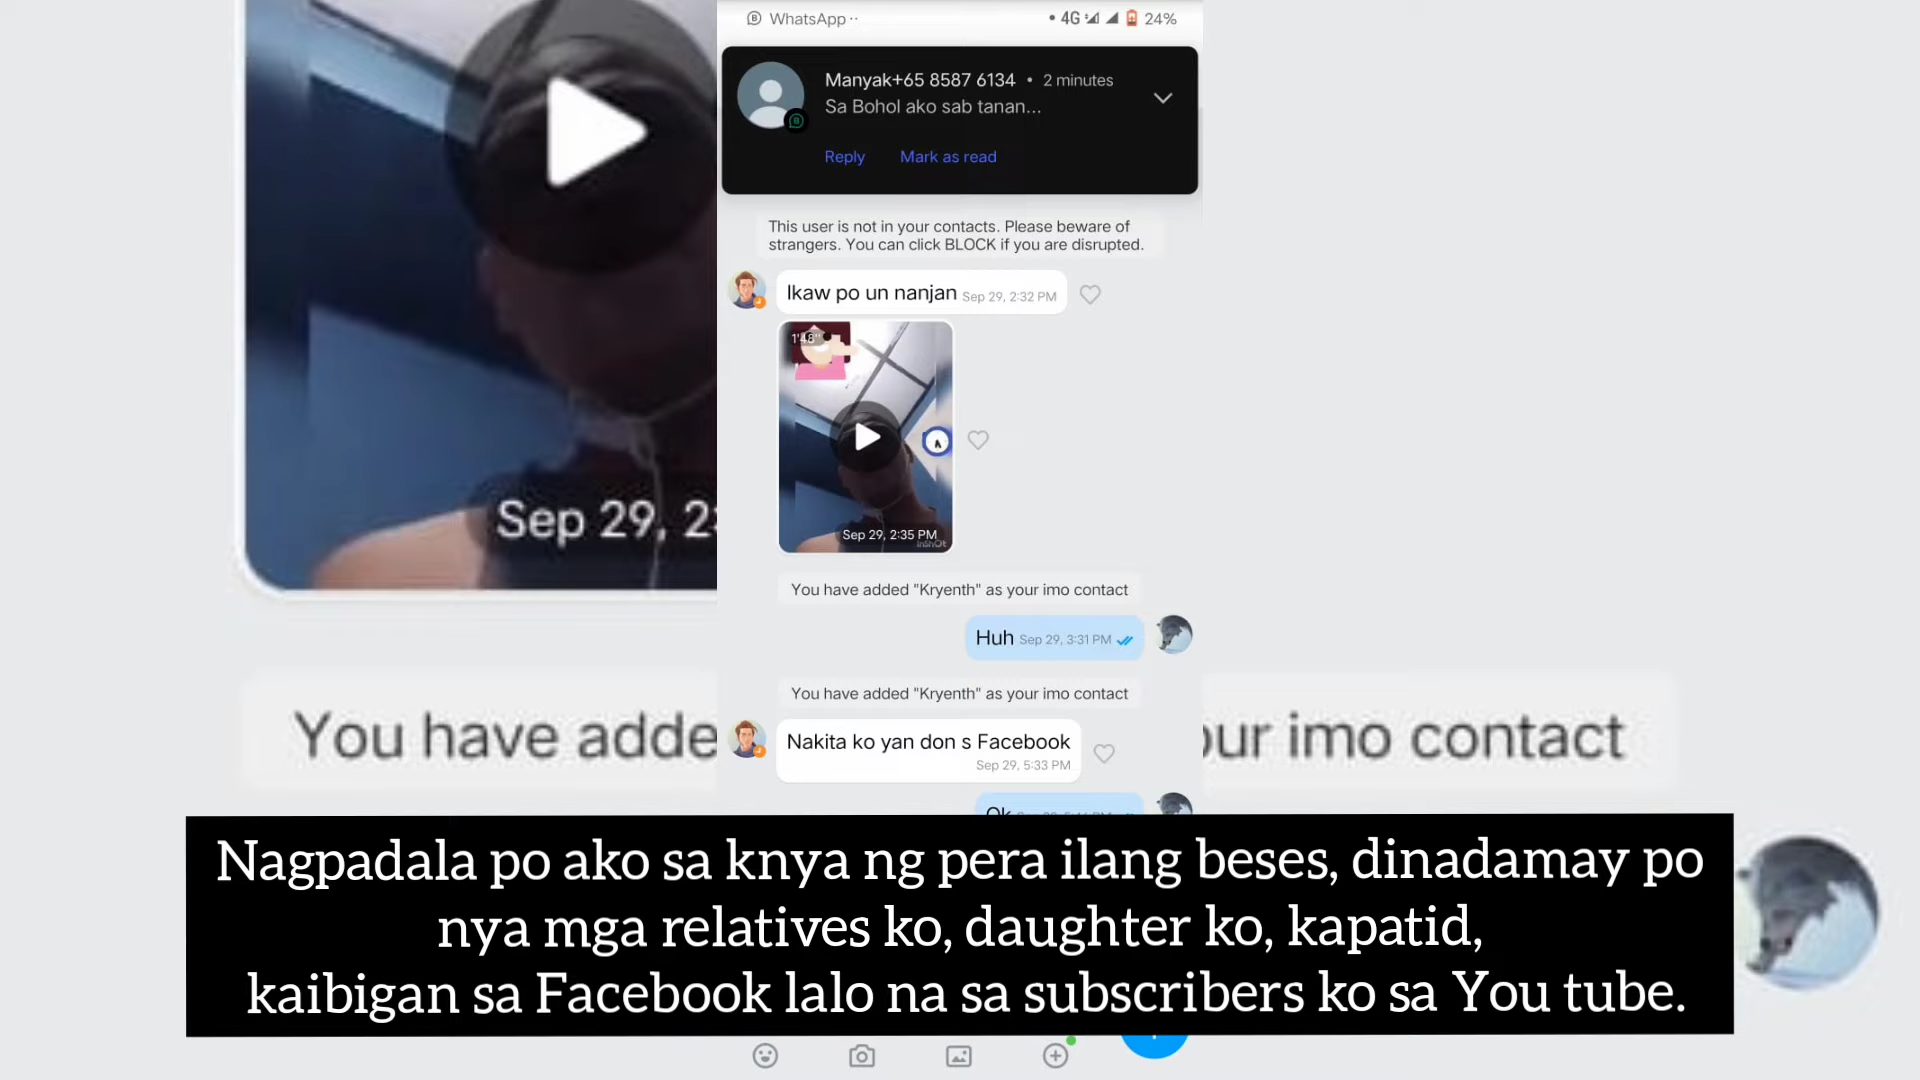 WhatsApp ··
4G 24%
Manyak+65 8587 6134 • 2 minutes
Sa Bohol ako sab tanan...
Reply Mark as read
This user is not in your contacts. Please beware of
strangers. You can click BLOCK if you are disrupted.
Ikaw po un nanjan Sep 29, 2:32 PM
1'48"
Sep 29, 2:35 PM
InShOt
Sep 29, 2:
You have added "Kryenth" as your imo contact
Huh Sep 29, 3:31 PM
You have added "Kryenth" as your imo contact
Nakita ko yan don s Facebook
Sep 29, 5:33 PM
You have adde
our imo contact
Ok
Nagpadala po ako sa knya ng pera ilang beses, dinadamay po
nya mga relatives ko, daughter ko, kapatid,
kaibigan sa Facebook lalo na sa subscribers ko sa You tube.